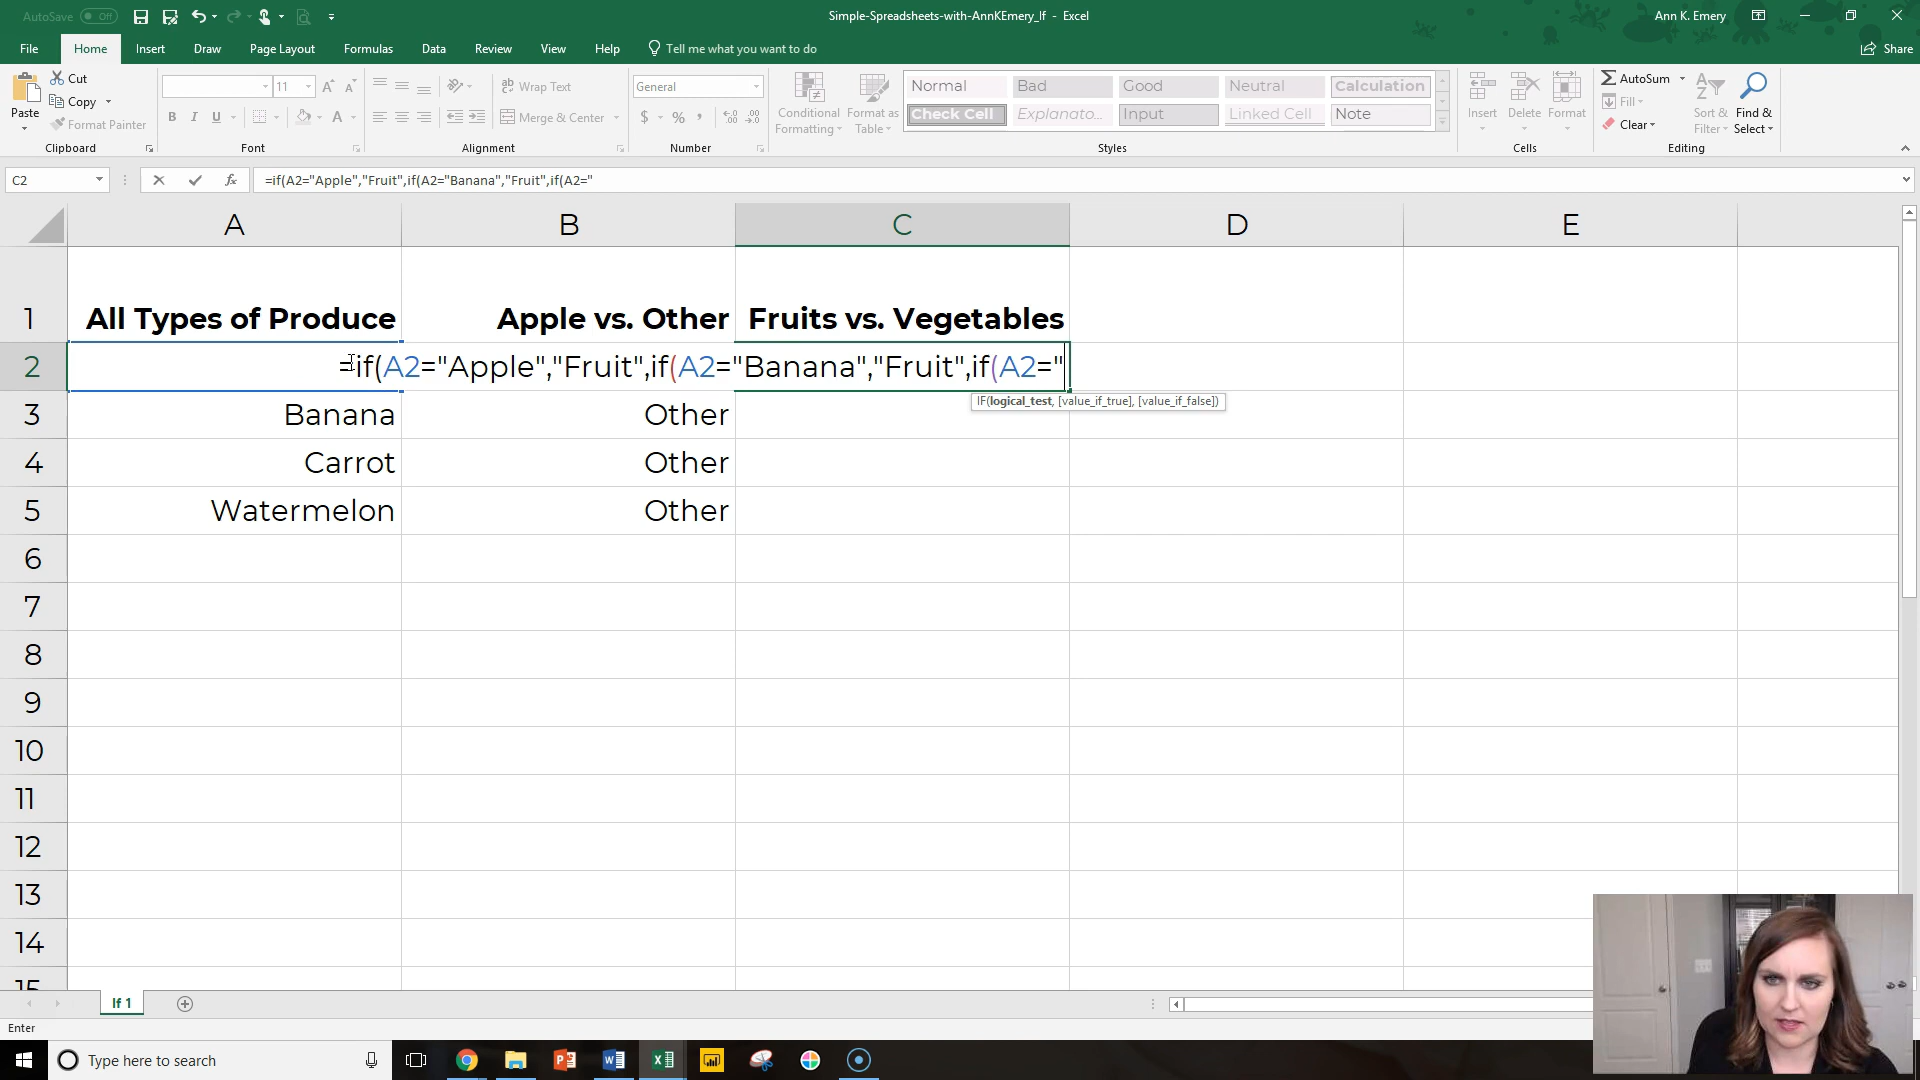 AutoSave Off
Simple-Spreadsheets-with-AnnKEmery_If - Excel
Ann K. Emery
File Home Insert Draw Page Layout Formulas Data Review View Help Tell me what you want to do
Share
Paste
Cut
Copy
Format Painter
Clipboard
11
B I U
A
Font
Wrap Text
Merge & Center
Alignment
General
$ % ,
Number
Conditional Formatting
Format as Table
Normal Bad Good Neutral Calculation
Check Cell Explanato... Input Linked Cell Note
Styles
Insert Delete Format
Cells
AutoSum
Fill
Clear
Sort & Filter
Find & Select
Editing
C2
fx
=if(A2="Apple","Fruit",if(A2="Banana","Fruit",if(A2="
A B C D E
1 All Types of Produce Apple vs. Other Fruits vs. Vegetables
2 =if(A2="Apple","Fruit",if(A2="Banana","Fruit",if(A2="
IF(logical_test, [value_if_true], [value_if_false])
3 Banana Other
4 Carrot Other
5 Watermelon Other
6
7
8
9
10
11
12
13
14
15
If 1
Enter
Type here to search